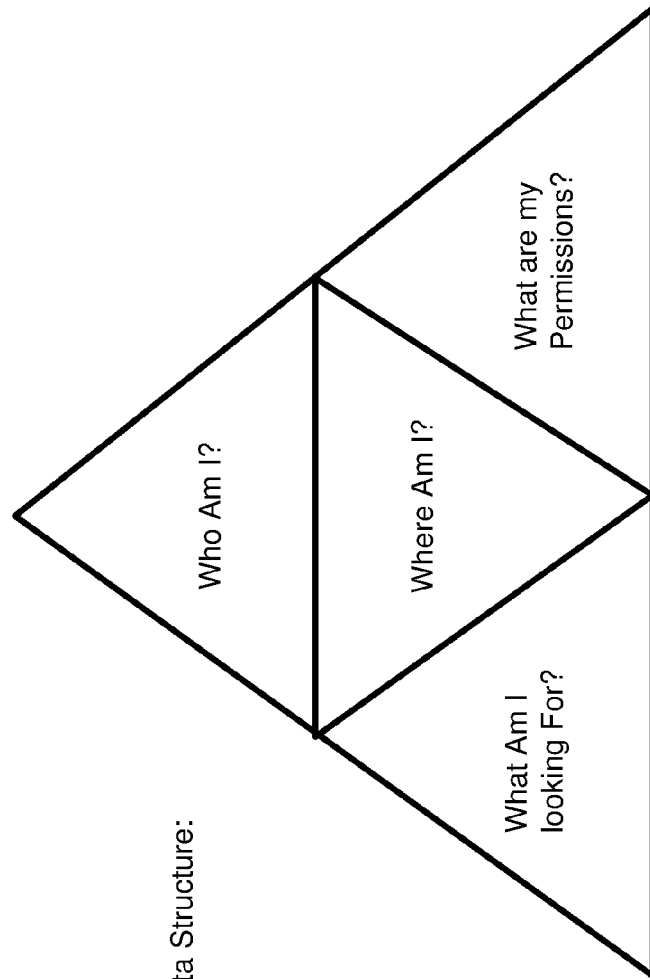 ta Structure:
Who Am I?
Where Am I?
What Am I
looking For?
What are my
Permissions?